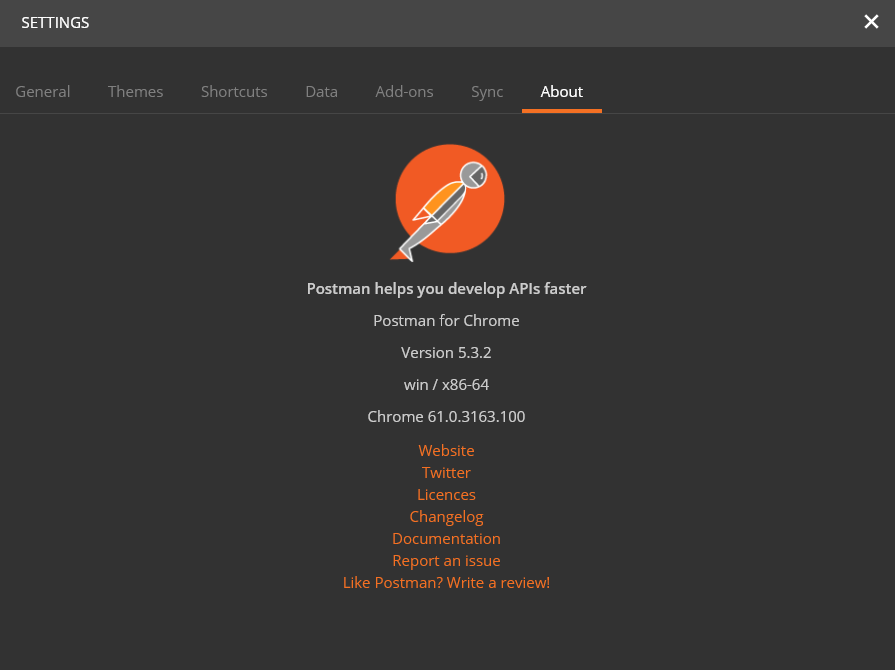 SETTINGS
General Themes Shortcuts Data Add-ons Sync About
Postman helps you develop APIs faster
Postman for Chrome
Version 5.3.2
win / x86-64
Chrome 61.0.3163.100
Website
Twitter
Licences
Changelog
Documentation
Report an issue
Like Postman? Write a review!